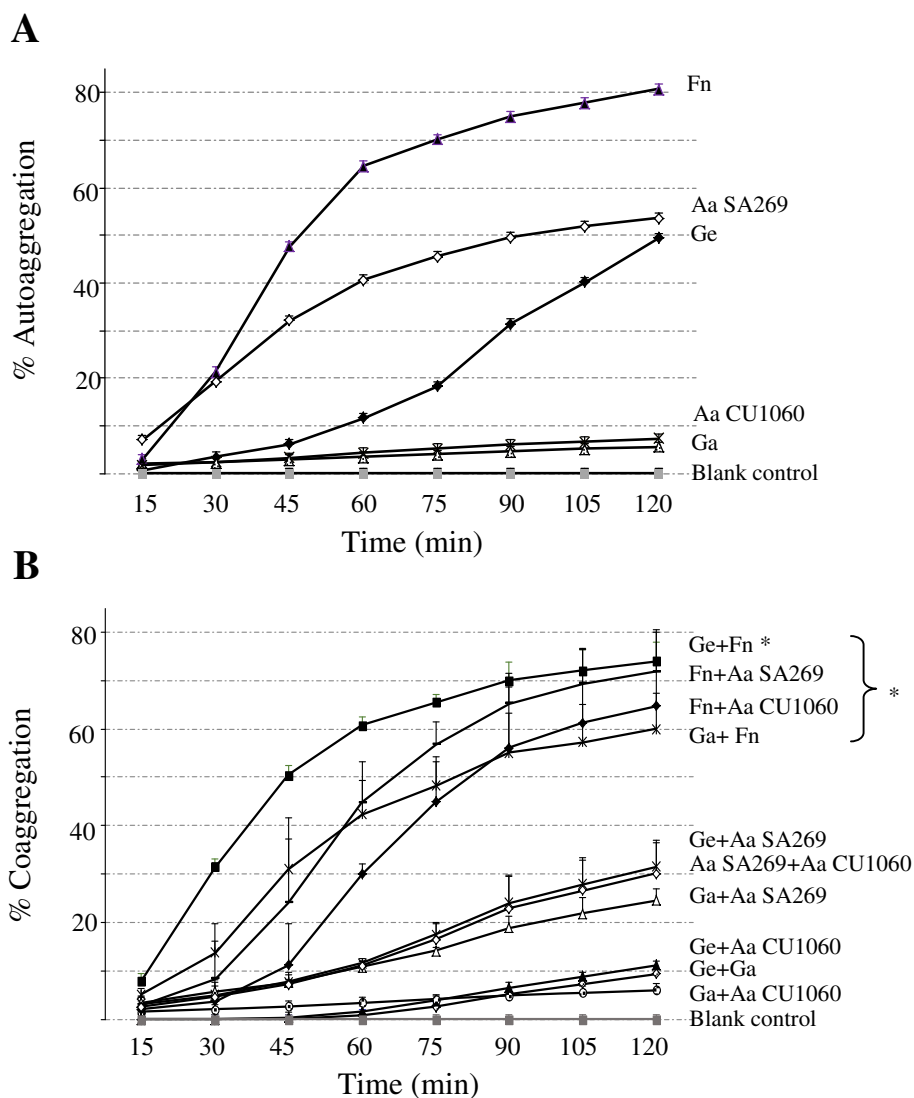 A
% Autoaggregation
80
60
40
20
Fn
Aa SA269
Ge
Aa CU1060
Ga
Blank control
15 30 45 60 75 90 105 120
Time (min)
B
% Coaggregation
80
60
40
20
Ge+Fn *
Fn+Aa SA269
Fn+Aa CU1060
Ga+ Fn
*
Ge+Aa SA269
Aa SA269+Aa CU1060
Ga+Aa SA269
Ge+Aa CU1060
Ge+Ga
Ga+Aa CU1060
Blank control
15 30 45 60 75 90 105 120
Time (min)